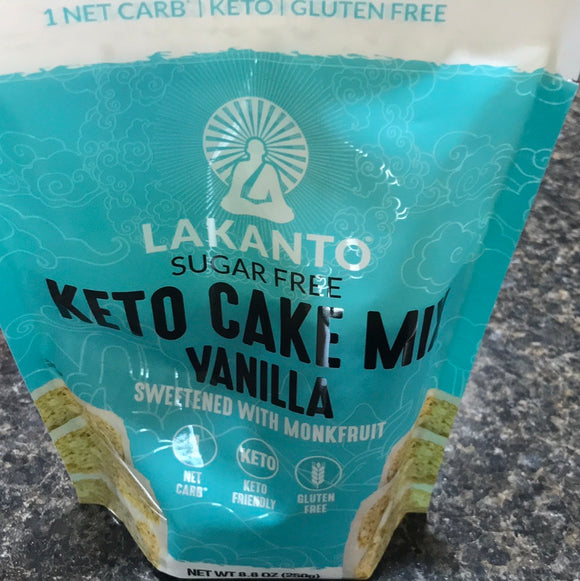 1 NET CARB* | KETO | GLUTEN FREE
LAKANTO®
SUGAR FREE
KETO CAKE MIX
VANILLA
SWEETENED WITH MONKFRUIT
1
NET
CARB*
KETO
KETO
FRIENDLY
GLUTEN
FREE
NET WT 8.8 OZ (250g)